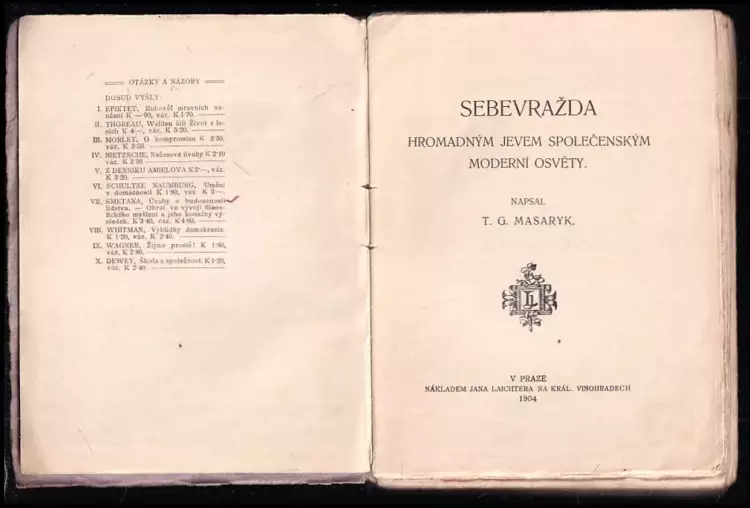 OTÁZKY A NÁZORY
DOSUD VYŠLY:
I. EPIKTET, Rukověť mravních na-
učení K —·90, váz. K 1·70.
II. THOREAU, Walden čili Život v le-
sích K 4·—, váz. K 5·20.
III. MORLEY, O kompromisu K 2·30,
váz. K 3·50.
IV. NIETZSCHE, Nečasové úvahy K 2·10
váz. K 3·30
V. Z DENNIKU AMIELOVA K 2·—, váz.
K 3·20.
VI. SCHULTZE NAUMBURG, Umění
v domácnosti K 1·80, váz. K 3·—.
VII. SMETANA, Úvahy o budoucnosti
lidstva. — Obrat ve vývoji filoso-
fického myšlení a jeho konečný vý-
sledek. K 3·40, váz. K 4·60.
VIII. WHITMAN, Vyhlídky demokracie.
K 1·20, váz. K 2·40.
IX. WAGNER, Žijme prostě! K 1·60,
váz. K 2·80.
X. DEWEY, Škola a společnost. K 1·20,
váz. K 2·40
SEBEVRAŽDA
HROMADNÝM JEVEM SPOLEČENSKÝM
MODERNÍ OSVĚTY.
NAPSAL
T. G. MASARYK.
V PRAZE
NÁKLADEM JANA LAICHTERA NA KRÁL. VINOHRADECH
1904